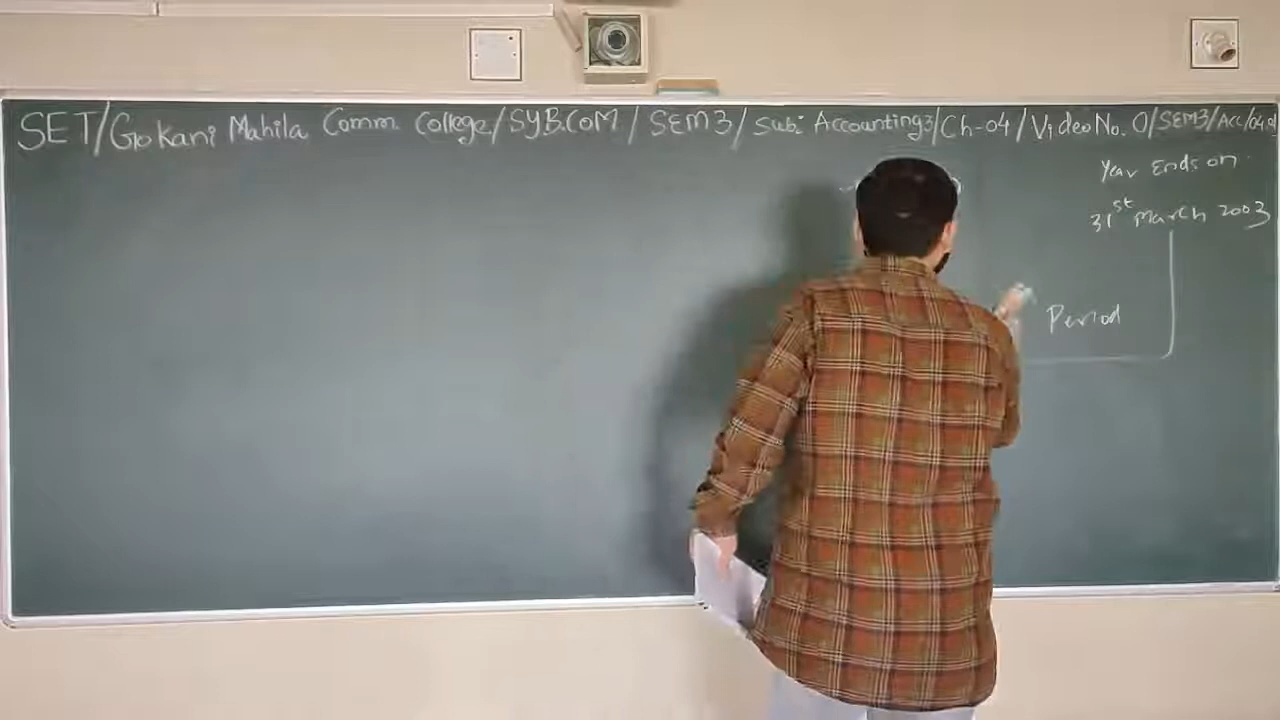 SET/Gokani Mahila Comm. College/SYB.COM/SEM3/Sub: Accounting3/Ch-04/Video No. 0/SEM3/Acc/04.01
Year Ends on
31st March 2003
Period